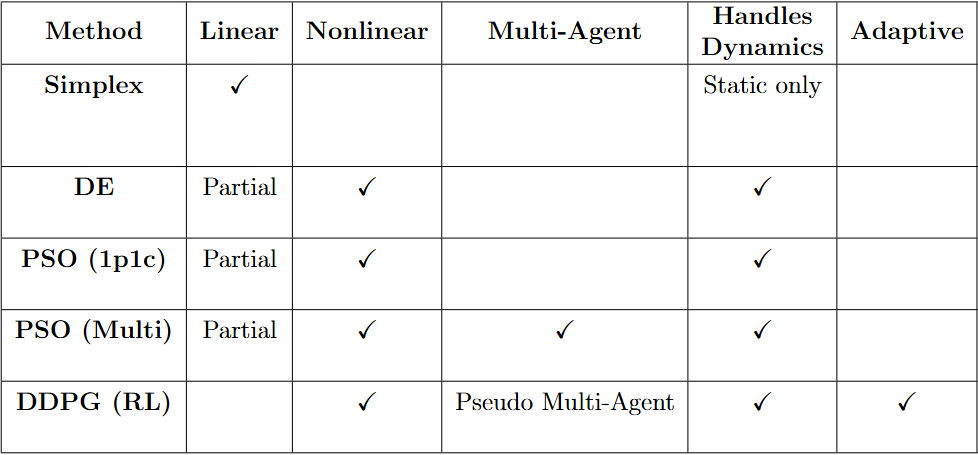 Method Linear Nonlinear Multi-Agent Handles Dynamics Adaptive
Simplex ✓ Static only
DE Partial ✓ ✓
PSO (1p1c) Partial ✓ ✓
PSO (Multi) Partial ✓ ✓ ✓
DDPG (RL) ✓ Pseudo Multi-Agent ✓ ✓